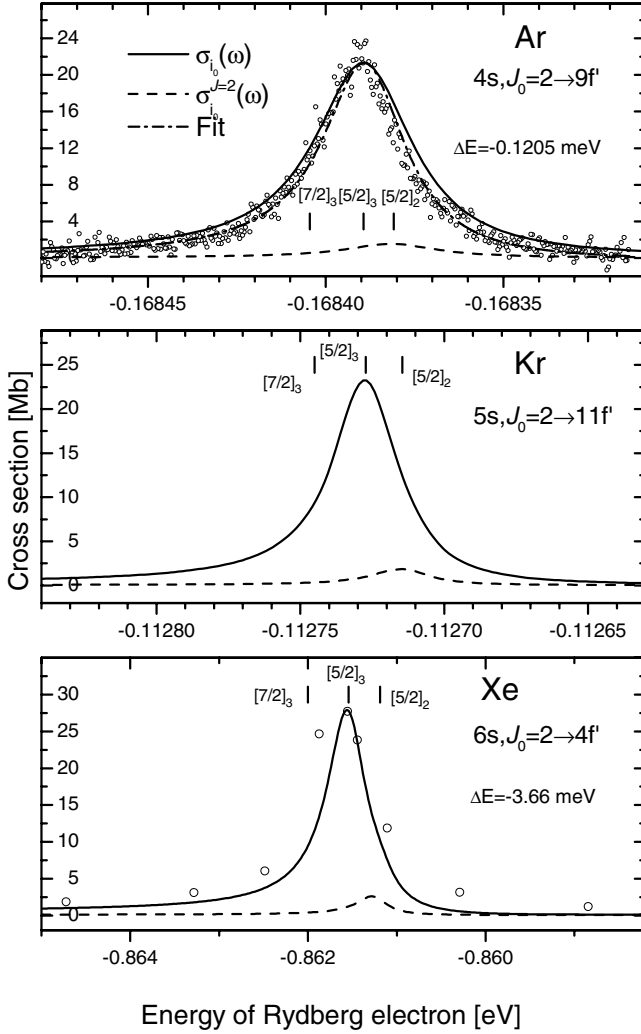 Ar
4s,J₀=2→9f'
ΔE=-0.1205 meV
σ_i₀(ω)
σ_i₀^J=2(ω)
Fit
[7/2]₃ [5/2]₃ [5/2]₂
24
20
16
12
8
4
-0.16845 -0.16840 -0.16835
Kr
5s,J₀=2→11f'
[5/2]₃
[7/2]₃ [5/2]₂
25
20
15
10
5
0
-0.11280 -0.11275 -0.11270 -0.11265
Cross section [Mb]
Xe
6s,J₀=2→4f'
ΔE=-3.66 meV
[5/2]₃
[7/2]₃ [5/2]₂
30
25
20
15
10
5
0
-0.864 -0.862 -0.860
Energy of Rydberg electron [eV]